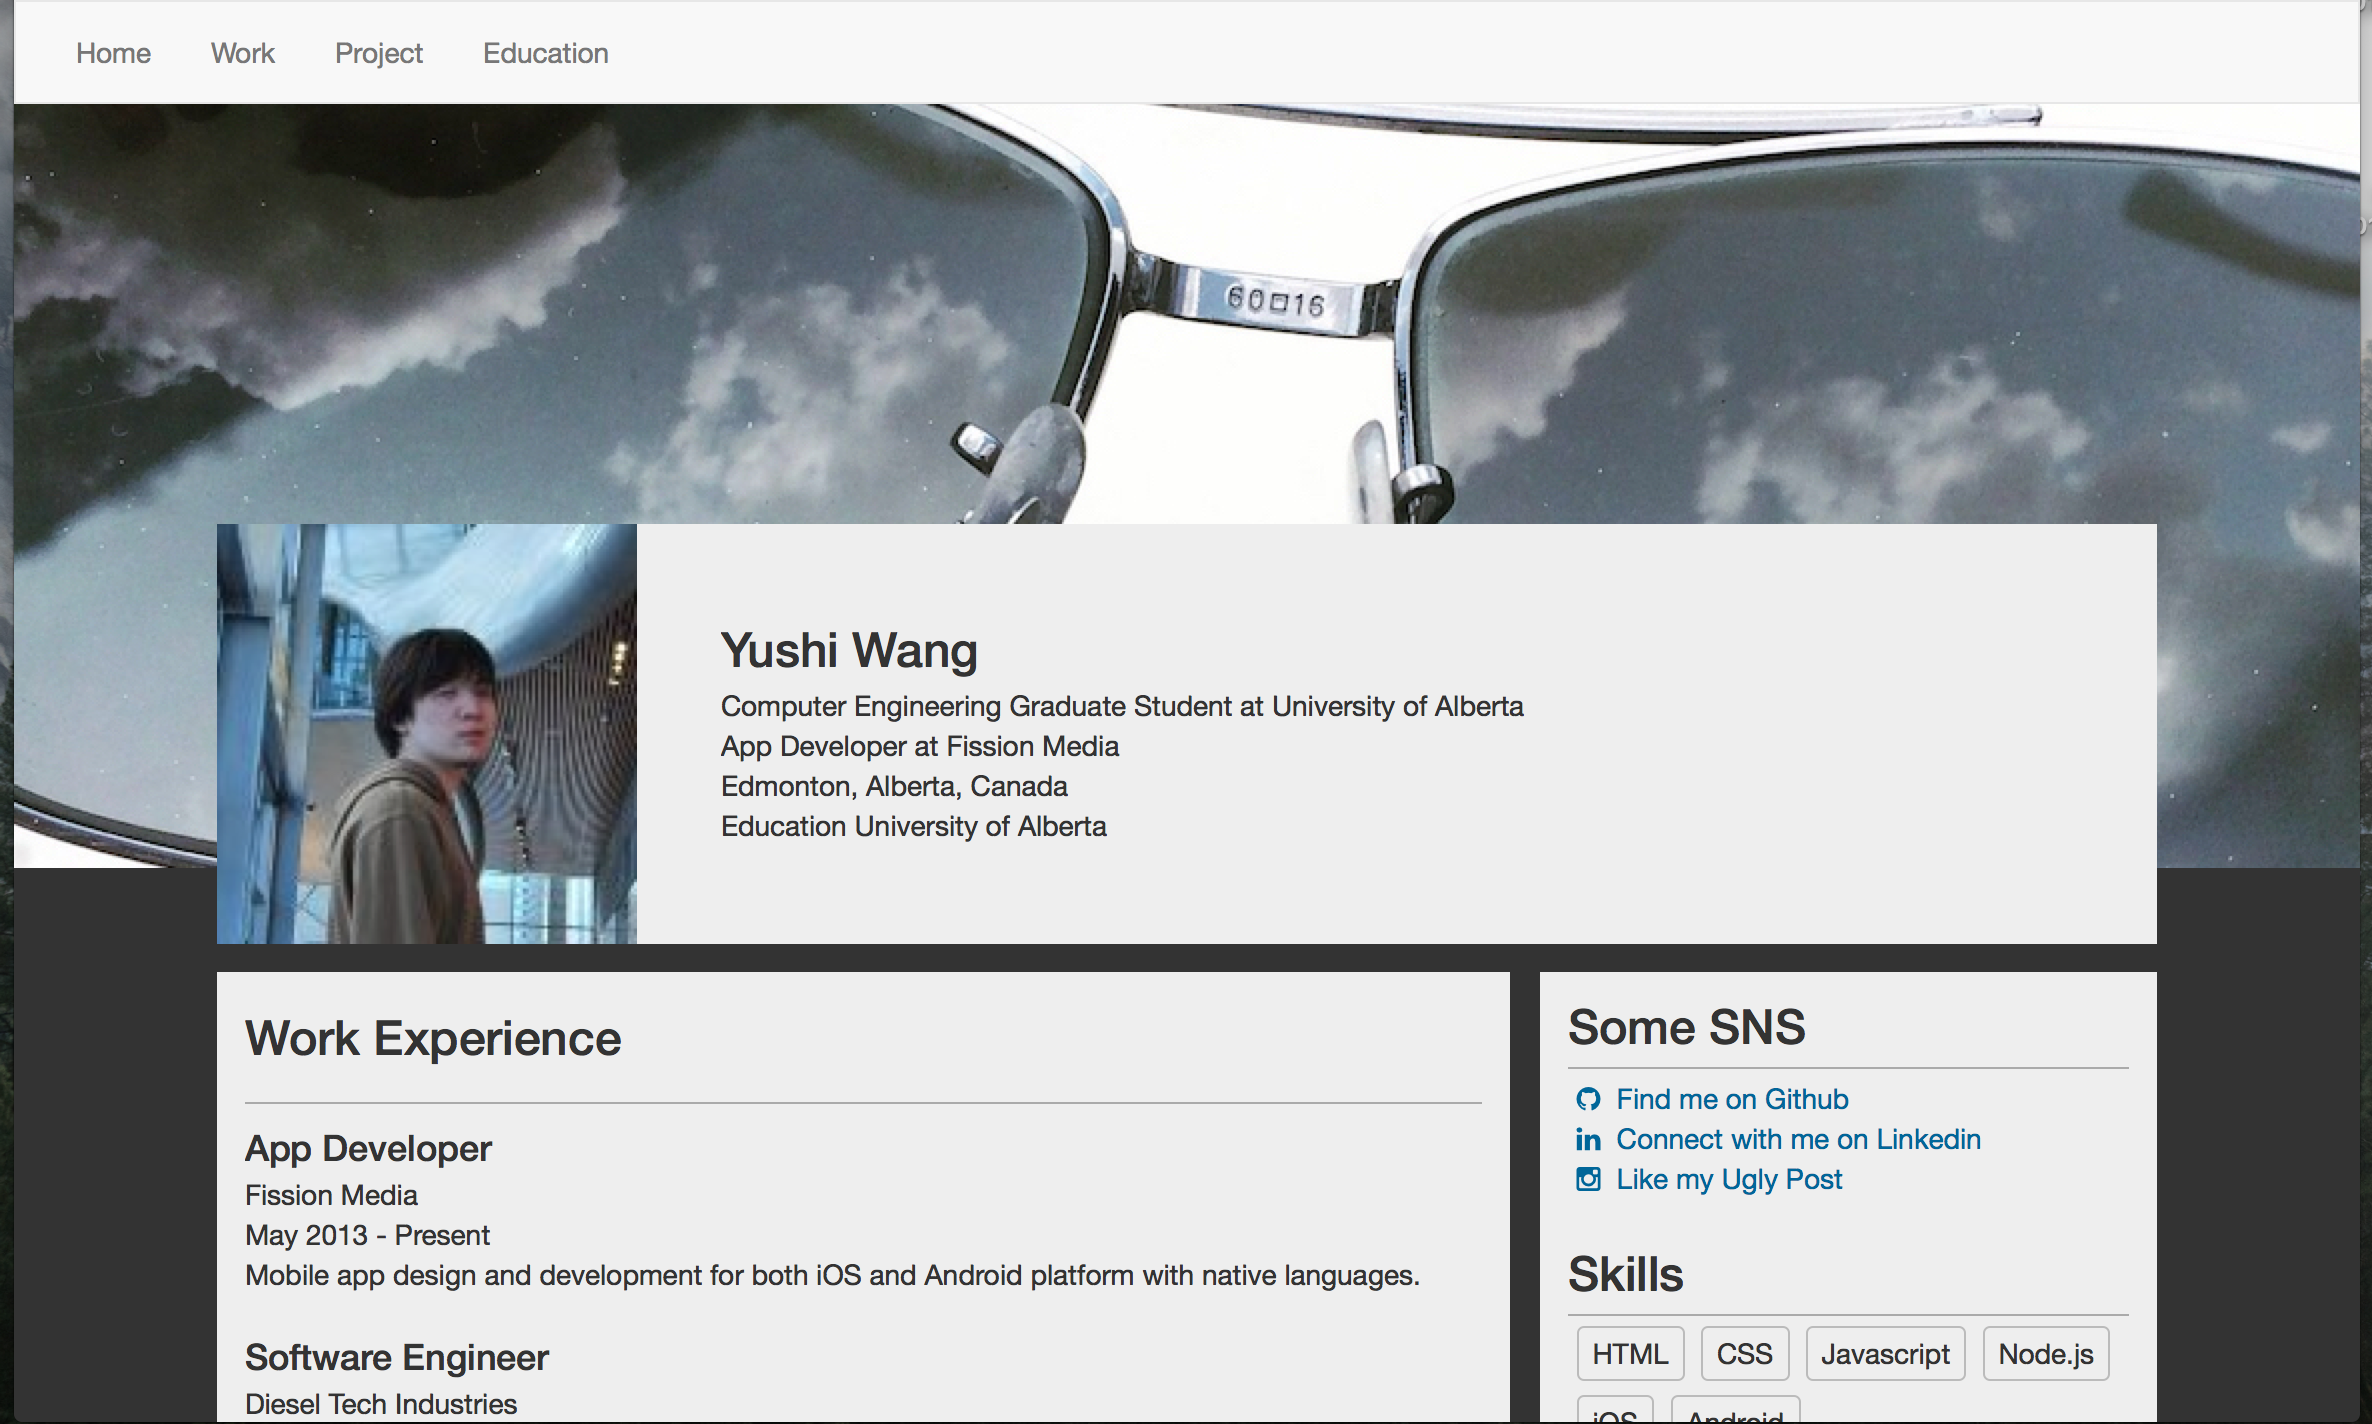 Home Work Project Education
60□16
Yushi Wang
Computer Engineering Graduate Student at University of Alberta
App Developer at Fission Media
Edmonton, Alberta, Canada
Education University of Alberta
Work Experience
App Developer
Fission Media
May 2013 - Present
Mobile app design and development for both iOS and Android platform with native languages.
Software Engineer
Diesel Tech Industries
Some SNS
Find me on Github
Connect with me on Linkedin
Like my Ugly Post
Skills
HTML CSS Javascript Node.js
iOS Android